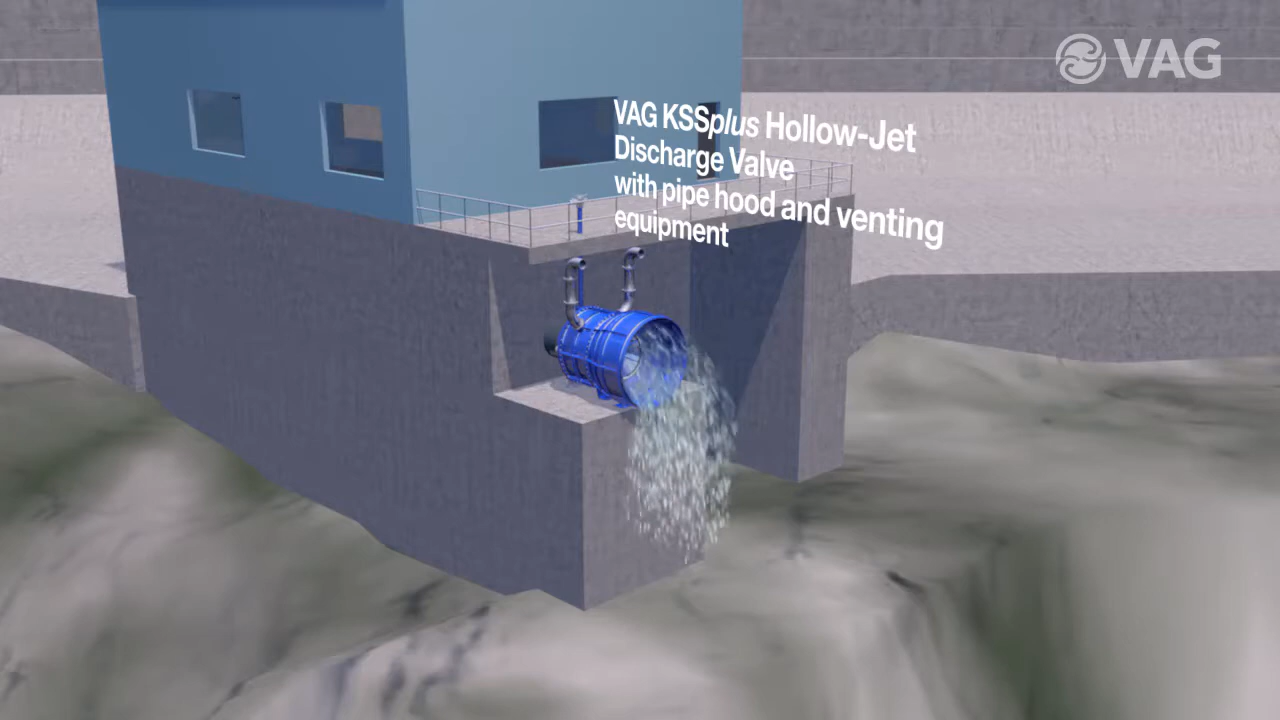 VAG
VAG KSSplus Hollow-Jet
Discharge Valve
with pipe hood and venting
equipment